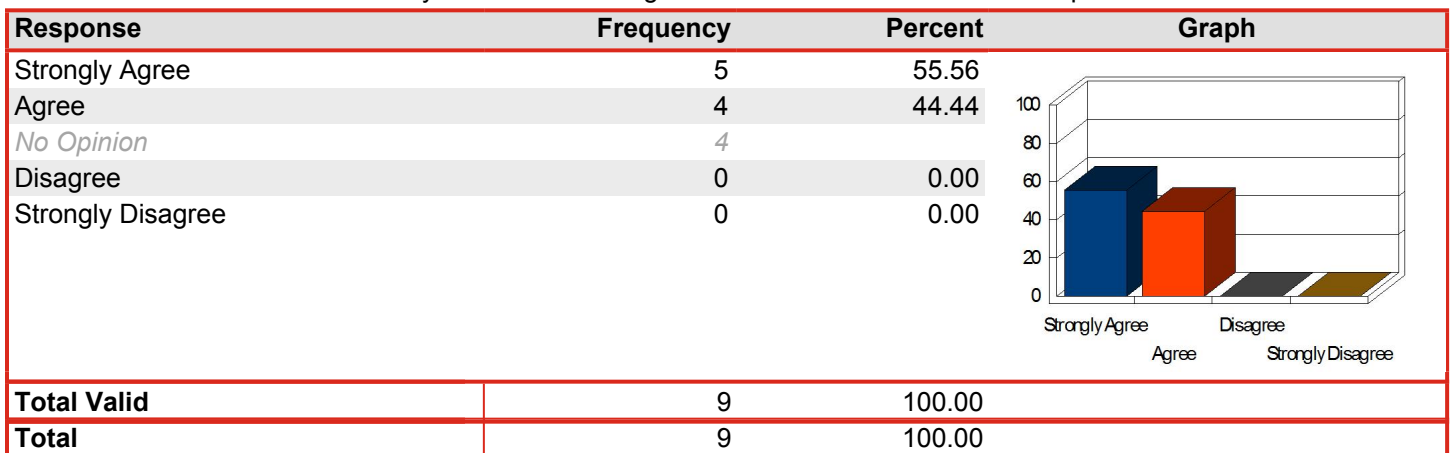 Response Frequency Percent Graph
Strongly Agree 5 55.56
Agree 4 44.44
No Opinion 4
Disagree 0 0.00
Strongly Disagree 0 0.00
100
80
60
40
20
0
Strongly Agree Disagree
Agree Strongly Disagree
Total Valid 9 100.00
Total 9 100.00